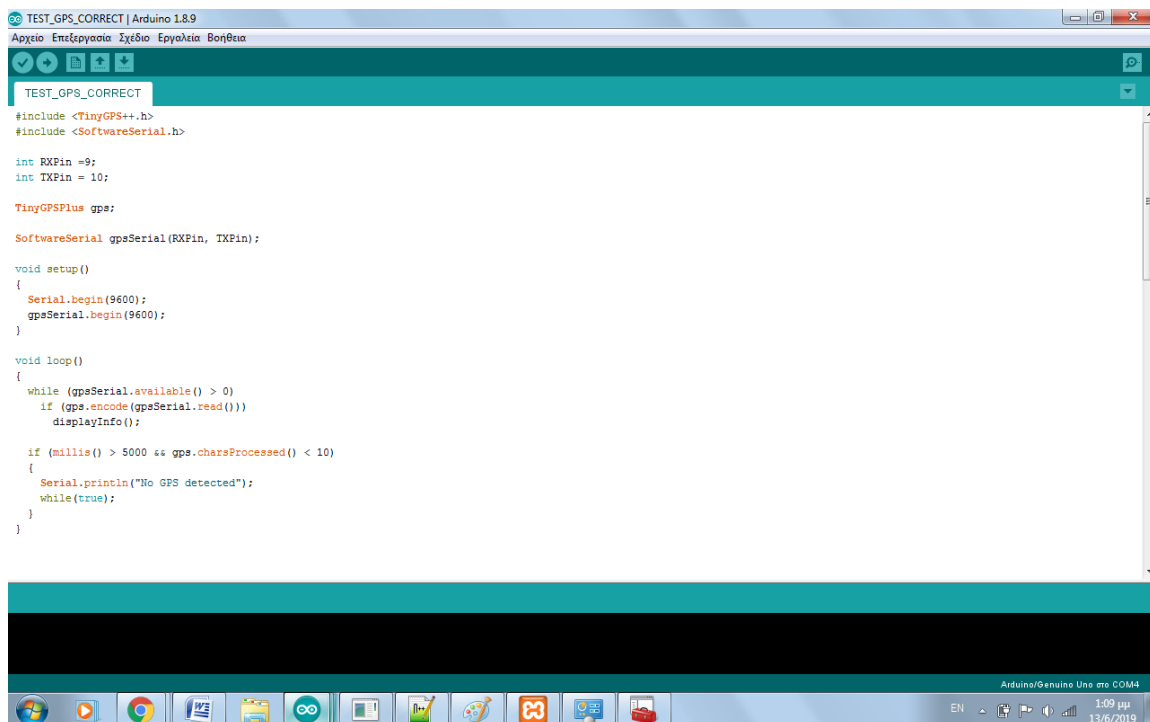 TEST_GPS_CORRECT | Arduino 1.8.9
Αρχείο Επεξεργασία Σχέδιο Εργαλεία Βοήθεια
TEST_GPS_CORRECT
#include <TinyGPS++.h>
#include <SoftwareSerial.h>
int RXPin =9;
int TXPin = 10;
TinyGPSPlus gps;
SoftwareSerial gpsSerial(RXPin, TXPin);
void setup()
{
Serial.begin(9600);
gpsSerial.begin(9600);
}
void loop()
{
while (gpsSerial.available() > 0)
if (gps.encode(gpsSerial.read()))
displayInfo();
if (millis() > 5000 && gps.charsProcessed() < 10)
{
Serial.println("No GPS detected");
while(true);
}
}
Arduino/Genuino Uno στο COM4
EN
1:09 μμ
13/6/2019